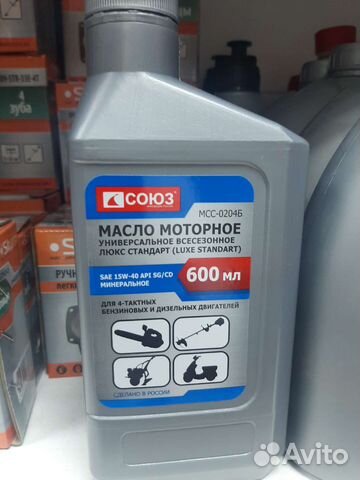 СОЮЗ
МСС-0204Б
МАСЛО МОТОРНОЕ
УНИВЕРСАЛЬНОЕ ВСЕСЕЗОННОЕ
ЛЮКС СТАНДАРТ (LUXE STANDART)
SAE 15W-40 API SG/CD
МИНЕРАЛЬНОЕ
600 МЛ
ДЛЯ 4-ТАКТНЫХ
БЕНЗИНОВЫХ И ДИЗЕЛЬНЫХ ДВИГАТЕЛЕЙ
СДЕЛАНО В РОССИИ
4
зуба
РУЧН
Avito